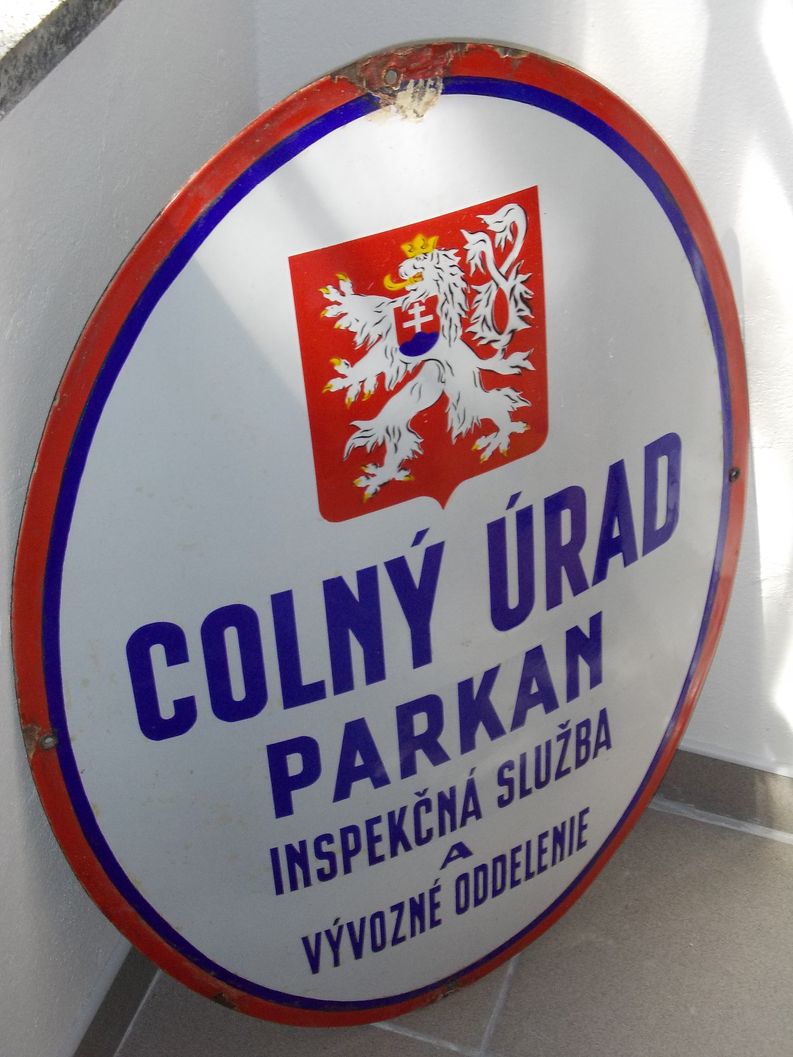 COLNÝ ÚRAD
PARKAN
INSPEKČNÁ SLUŽBA
A
VÝVOZNÉ ODDELENIE